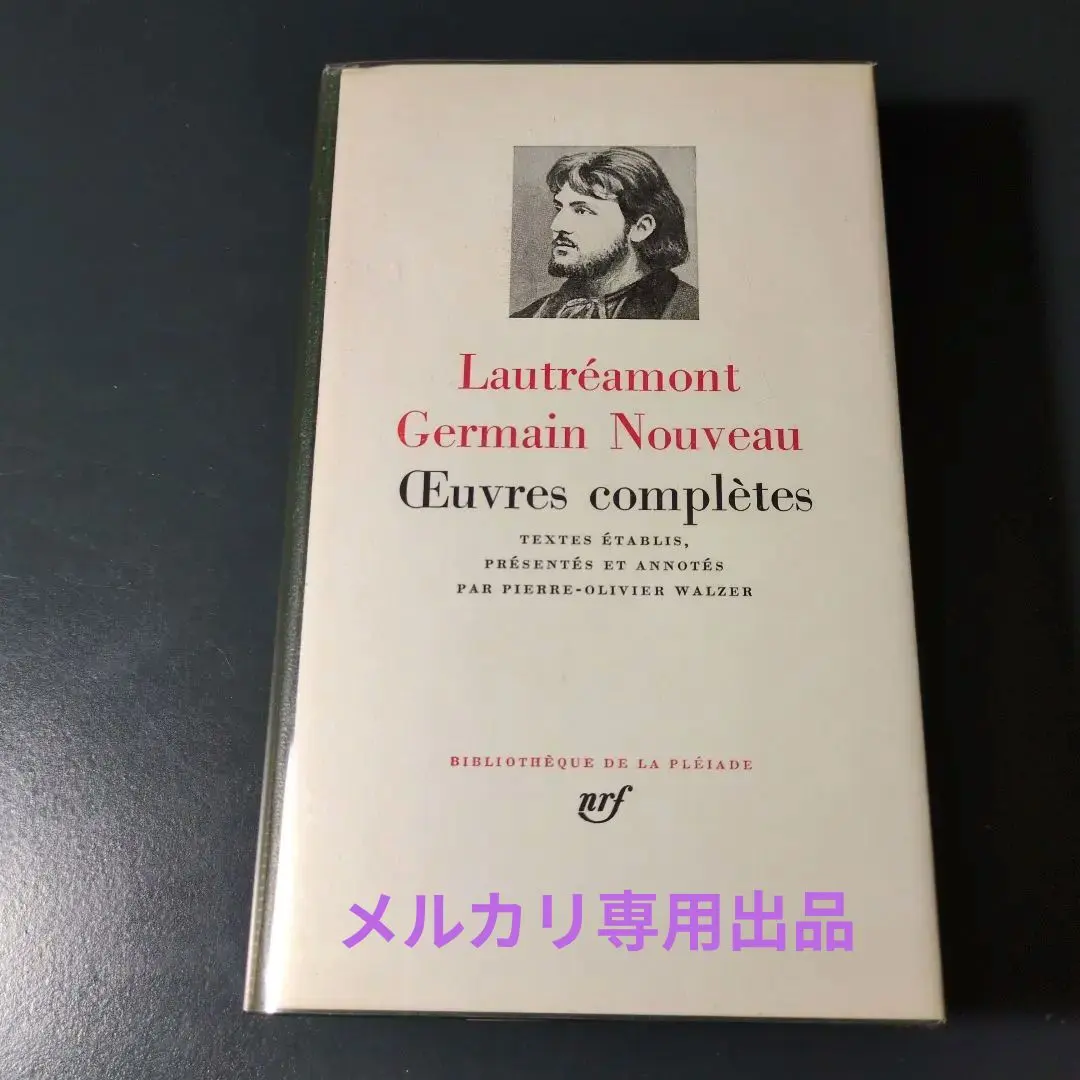 Lautréamont
Germain Nouveau
Œuvres complètes
TEXTES ÉTABLIS,
PRÉSENTÉS ET ANNOTÉS
PAR PIERRE-OLIVIER WALZER
BIBLIOTHÈQUE DE LA PLÉIADE
nrf
メルカリ専用出品